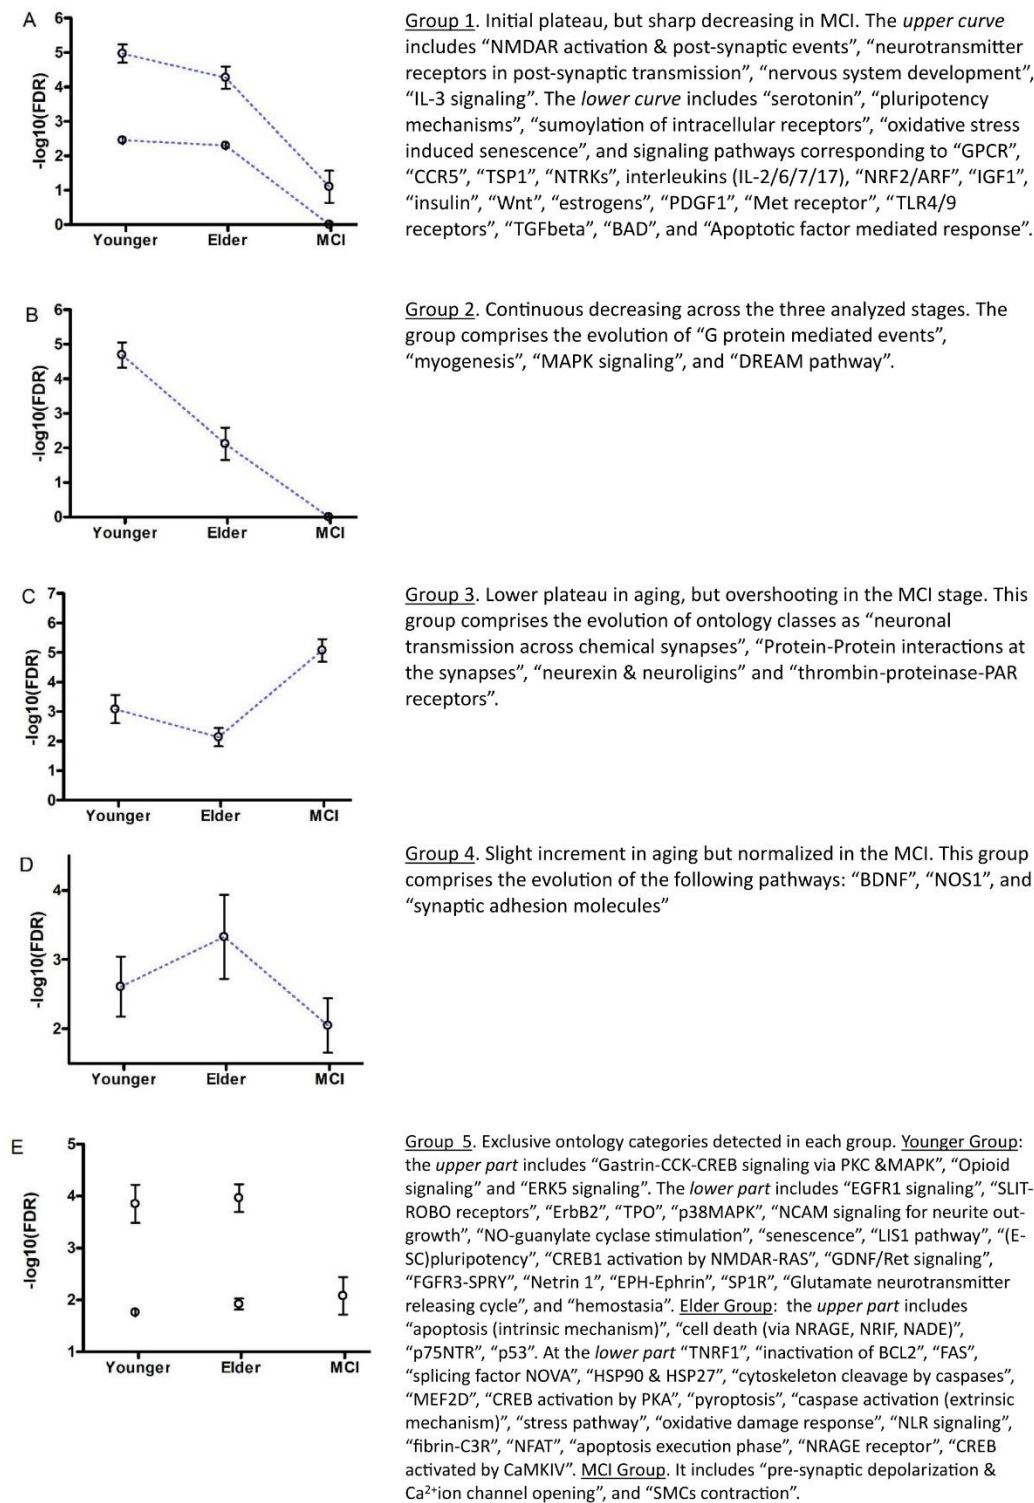 A
6
5
4
3
2
1
0
-log10(FDR)
Younger
Elder
MCI
Group 1. Initial plateau, but sharp decreasing in MCI. The upper curve
includes “NMDAR activation & post-synaptic events”, “neurotransmitter
receptors in post-synaptic transmission”, “nervous system development”,
“IL-3 signaling”. The lower curve includes “serotonin”, “pluripotency
mechanisms”, “sumoylation of intracellular receptors”, “oxidative stress
induced senescence”, and signaling pathways corresponding to “GPCR”,
“CCR5”, “TSP1”, “NTRKs”, interleukins (IL-2/6/7/17), “NRF2/ARF”, “IGF1”,
“insulin”, “Wnt”, “estrogens”, “PDGF1”, “Met receptor”, “TLR4/9
receptors”, “TGFbeta”, “BAD”, and “Apoptotic factor mediated response”.
B
6
5
4
3
2
1
0
-log10(FDR)
Younger
Elder
MCI
Group 2. Continuous decreasing across the three analyzed stages. The
group comprises the evolution of “G protein mediated events”,
“myogenesis”, “MAPK signaling”, and “DREAM pathway”.
C
7
6
5
4
3
2
1
0
-log10(FDR)
Younger
Elder
MCI
Group 3. Lower plateau in aging, but overshooting in the MCI stage. This
group comprises the evolution of ontology classes as “neuronal
transmission across chemical synapses”, “Protein-Protein interactions at
the synapses”, “neurexin & neuroligins” and “thrombin-proteinase-PAR
receptors”.
D
4
3
2
-log10(FDR)
Younger
Elder
MCI
Group 4. Slight increment in aging but normalized in the MCI. This group
comprises the evolution of the following pathways: “BDNF”, “NOS1”, and
“synaptic adhesion molecules”
E
5
4
3
2
1
-log10(FDR)
Younger
Elder
MCI
Group 5. Exclusive ontology categories detected in each group. Younger Group:
the upper part includes “Gastrin-CCK-CREB signaling via PKC &MAPK”, “Opioid
signaling” and “ERK5 signaling”. The lower part includes “EGFR1 signaling”, “SLIT-
ROBO receptors”, “ErbB2”, “TPO”, “p38MAPK”, “NCAM signaling for neurite out-
growth”, “NO-guanylate cyclase stimulation”, “senescence”, “LIS1 pathway”, “(E-
SC)pluripotency”, “CREB1 activation by NMDAR-RAS”, “GDNF/Ret signaling”,
“FGFR3-SPRY”, “Netrin 1”, “EPH-Ephrin”, “SP1R”, “Glutamate neurotransmitter
releasing cycle”, and “hemostasia”. Elder Group: the upper part includes
“apoptosis (intrinsic mechanism)”, “cell death (via NRAGE, NRIF, NADE)”,
“p75NTR”, “p53”. At the lower part “TNRF1”, “inactivation of BCL2”, “FAS”,
“splicing factor NOVA”, “HSP90 & HSP27”, “cytoskeleton cleavage by caspases”,
“MEF2D”, “CREB activation by PKA”, “pyroptosis”, “caspase activation (extrinsic
mechanism)”, “stress pathway”, “oxidative damage response”, “NLR signaling”,
“fibrin-C3R”, “NFAT”, “apoptosis execution phase”, “NRAGE receptor”, “CREB
activated by CaMKIV”. MCI Group. It includes “pre-synaptic depolarization &
Ca²⁺ion channel opening”, and “SMCs contraction”.